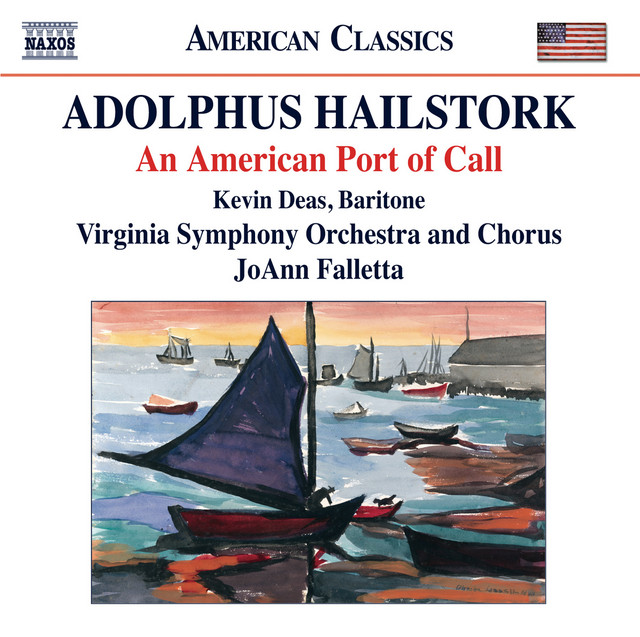 NAXOS
AMERICAN CLASSICS
ADOLPHUS HAILSTORK
An American Port of Call
Kevin Deas, Baritone
Virginia Symphony Orchestra and Chorus
JoAnn Falletta